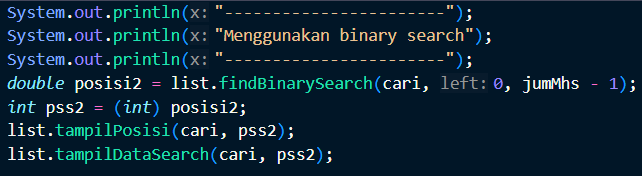 System.out.println(x: "-----------------------");
System.out.println(x: "Menggunakan binary search");
System.out.println(x: "-----------------------");
double posisi2 = list.findBinarySearch(cari, left: 0, jumMhs - 1);
int pss2 = (int) posisi2;
list.tampilPosisi(cari, pss2);
list.tampilDataSearch(cari, pss2);